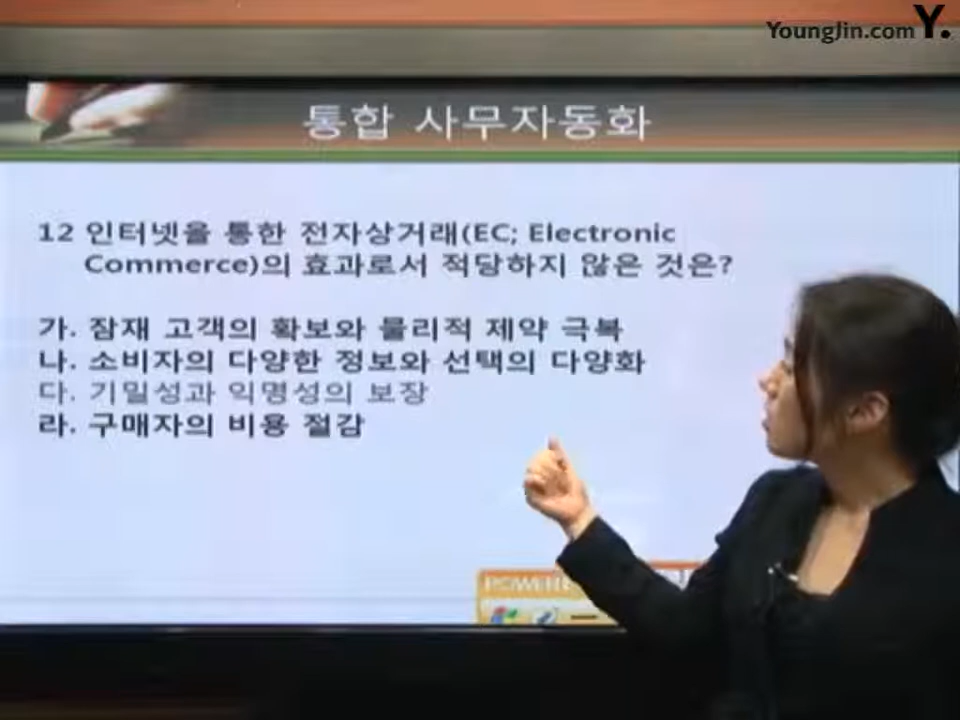 YoungJin.com Y.
통합 사무자동화
12 인터넷을 통한 전자상거래(EC; Electronic
Commerce)의 효과로서 적당하지 않은 것은?
가. 잠재 고객의 확보와 물리적 제약 극복
나. 소비자의 다양한 정보와 선택의 다양화
다. 기밀성과 익명성의 보장
라. 구매자의 비용 절감